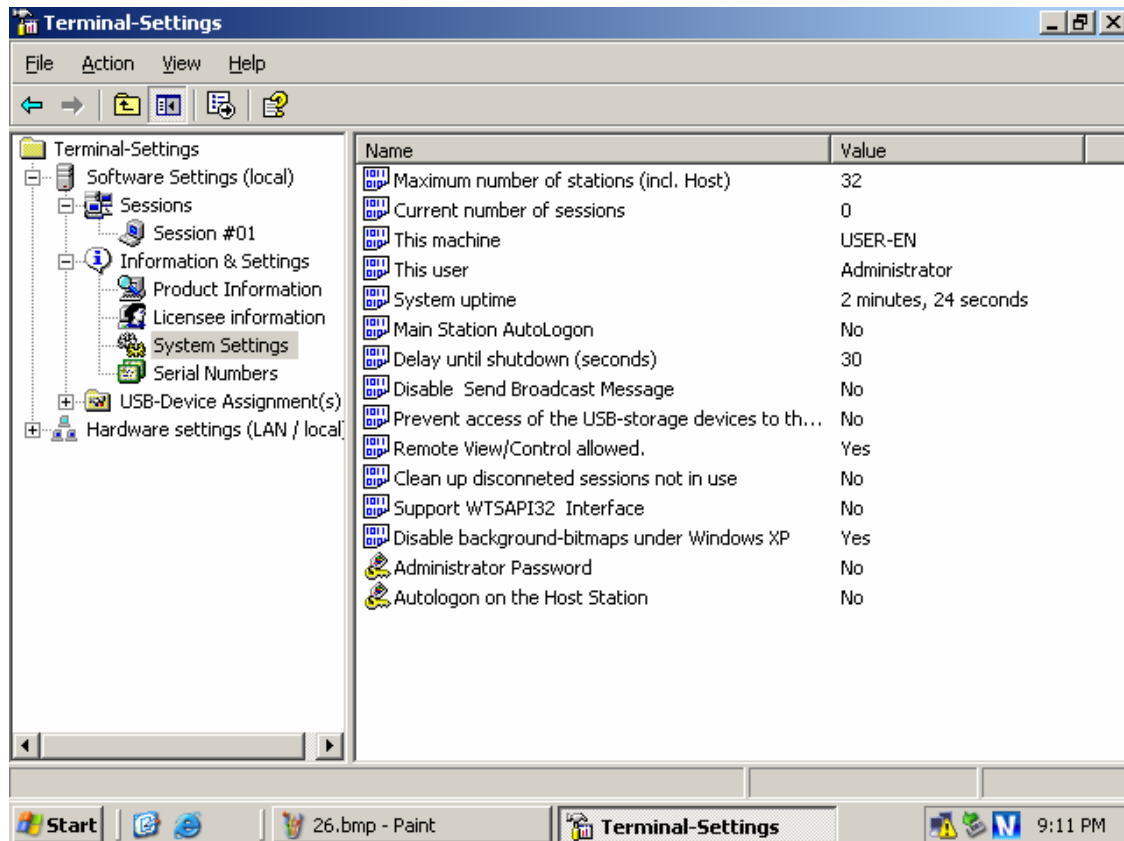 Terminal-Settings
File Action View Help
Terminal-Settings
Software Settings (local)
Sessions
Session #01
Information & Settings
Product Information
Licensee information
System Settings
Serial Numbers
USB-Device Assignment(s)
Hardware settings (LAN / local
Name Value
Maximum number of stations (incl. Host) 32
Current number of sessions 0
This machine USER-EN
This user Administrator
System uptime 2 minutes, 24 seconds
Main Station AutoLogon No
Delay until shutdown (seconds) 30
Disable Send Broadcast Message No
Prevent access of the USB-storage devices to th... No
Remote View/Control allowed. Yes
Clean up disconneted sessions not in use No
Support WTSAPI32 Interface No
Disable background-bitmaps under Windows XP Yes
Administrator Password No
Autologon on the Host Station No
Start 26.bmp - Paint Terminal-Settings N 9:11 PM